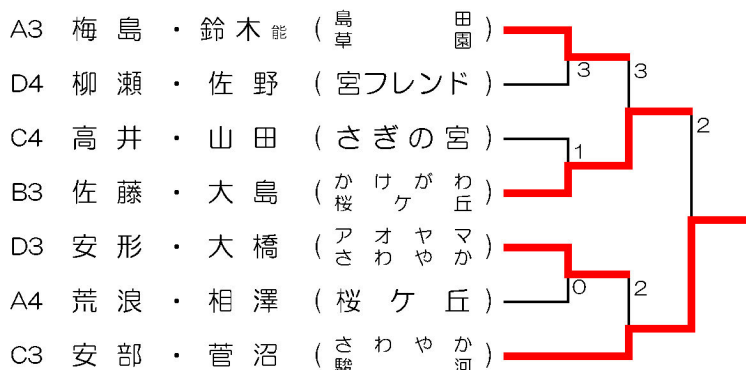 A3 梅島・鈴木能 (島田 草園)
D4 柳瀬・佐野 (宮フレンド)
C4 高井・山田 (さぎの宮)
B3 佐藤・大島 (かけがわ 桜ケ丘)
D3 安形・大橋 (アオヤマ さわやか)
A4 荒浪・相澤 (桜ケ丘)
C3 安部・菅沼 (さわやか 駿河)
3
3
1
2
0
2